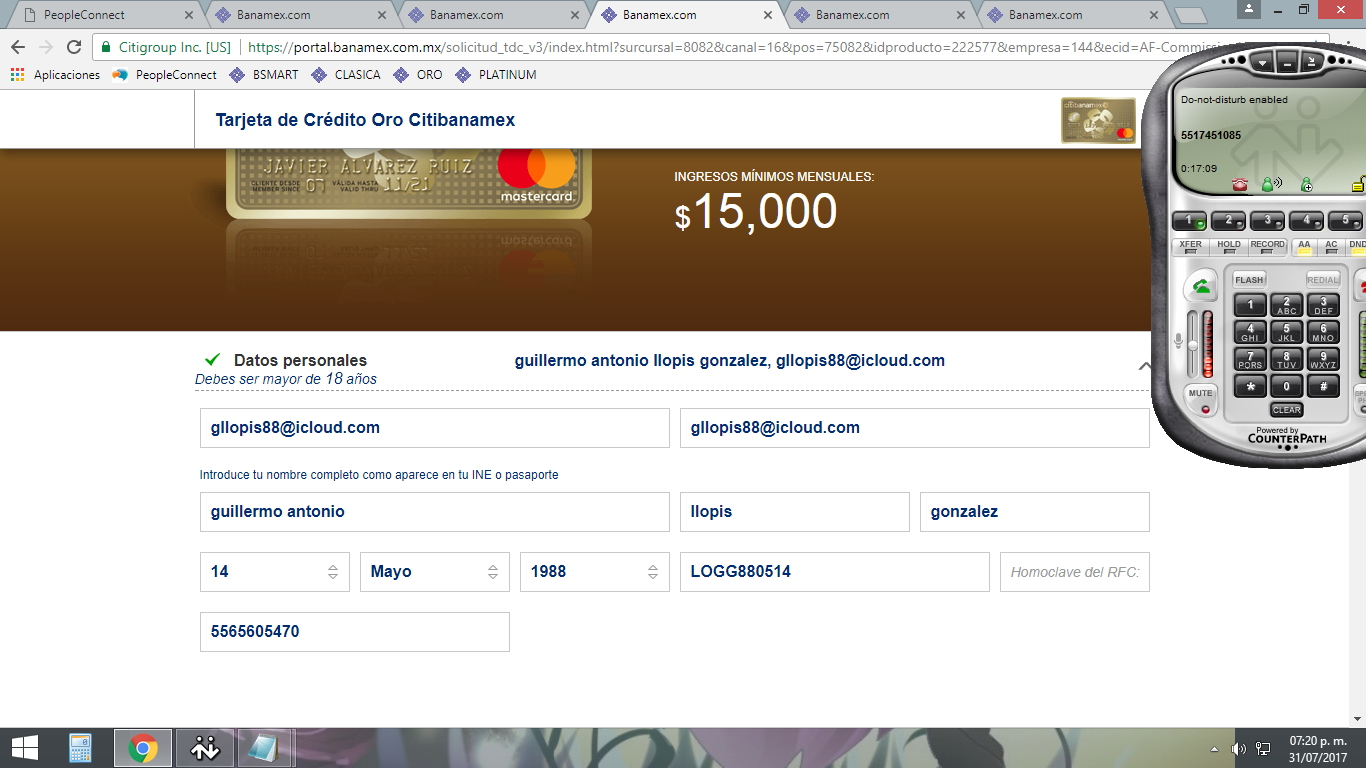 PeopleConnect
Banamex.com
Banamex.com
Banamex.com
Banamex.com
Banamex.com
Citigroup Inc. [US] https://portal.banamex.com.mx/solicitud_tdc_v3/index.html?sucursal=8082&canal=16&pos=75082&idproducto=222577&empresa=144&ecid=AF-Commissi
Aplicaciones PeopleConnect BSMART CLASICA ORO PLATINUM
Tarjeta de Crédito Oro Citibanamex
citibanamex
JAVIER ALVAREZ RUIZ
CLIENTE DESDE
MEMBER SINCE 07 VÁLIDA HASTA
VALID THRU 11/21
mastercard.
INGRESOS MÍNIMOS MENSUALES:
$15,000
Datos personales
guillermo antonio llopis gonzalez, gllopis88@icloud.com
Debes ser mayor de 18 años
gllopis88@icloud.com
gllopis88@icloud.com
Introduce tu nombre completo como aparece en tu INE o pasaporte
guillermo antonio
llopis
gonzalez
14
Mayo
1988
LOGG880514
Homoclave del RFC:
5565605470
Do-not-disturb enabled
5517451085
0:17:09
1 2 3 4 5
XFER HOLD RECORD AA AC DND
FLASH REDIAL
1 2 ABC 3 DEF
4 GHI 5 JKL 6 MNO
7 PQRS 8 TUV 9 WXYZ
* 0 #
MUTE
CLEAR
Powered by
COUNTERPATH
07:20 p. m.
31/07/2017